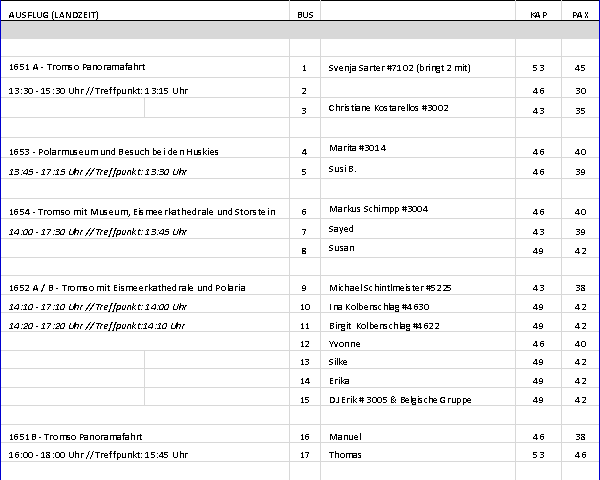 AUSFLUG (LANDZEIT) BUS KAP PAX
1651 A - Tromso Panoramafahrt 1 Svenja Sarter #7102 (bringt 2 mit) 53 45
13:30 - 15:30 Uhr // Treffpunkt: 13:15 Uhr 2 46 30
3 Christiane Kostarellos #3002 43 35
1653 - Polarmuseum und Besuch bei den Huskies 4 Marita #3014 46 40
13:45 - 17:15 Uhr // Treffpunkt: 13:30 Uhr 5 Susi B. 46 39
1654 - Tromso mit Museum, Eismeerkathedrale und Storstein 6 Markus Schimpp #3004 46 40
14:00 - 17:30 Uhr // Treffpunkt: 13:45 Uhr 7 Sayed 43 39
8 Susan 49 42
1652 A / B - Tromso mit Eismeerkathedrale und Polaria 9 Michael Schintlmeister #5225 43 38
14:10 - 17:10 Uhr // Treffpunkt: 14:00 Uhr 10 Ina Kolbenschlag #4630 49 42
14:20 - 17:20 Uhr // Treffpunkt:14:10 Uhr 11 Birgit Kolbenschlag #4622 49 42
12 Yvonne 46 40
13 Silke 49 42
14 Erika 49 42
15 DJ Erik # 3005 & Belgische Gruppe 49 42
1651 B - Tromso Panoramafahrt 16 Manuel 46 38
16:00 - 18:00 Uhr // Treffpunkt: 15:45 Uhr 17 Thomas 53 46